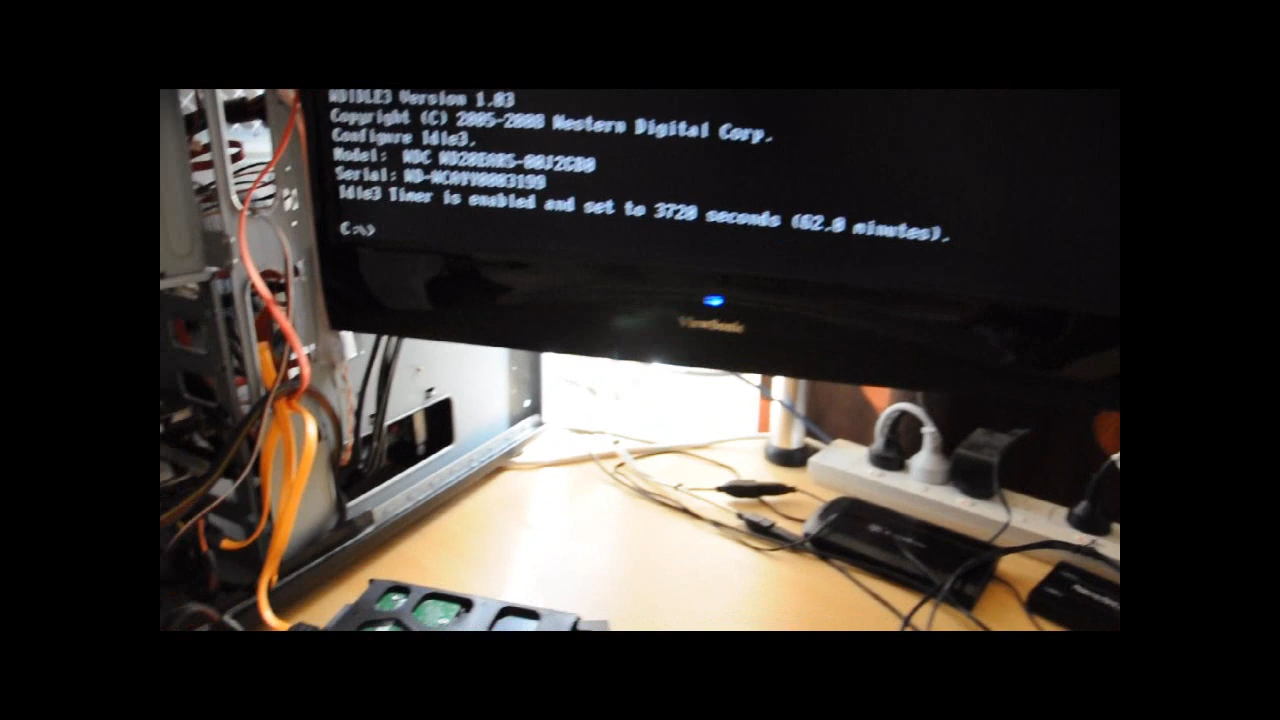 WDIDLE3 Version 1.03
Copyright (C) 2005-2008 Western Digital Corp.
Configure Idle3.
Model: WDC WD20EARS-00J2GB0
Serial:
Idle3 Timer is enabled and set to 3720 seconds (62.0 minutes).
C:\>
ViewSonic